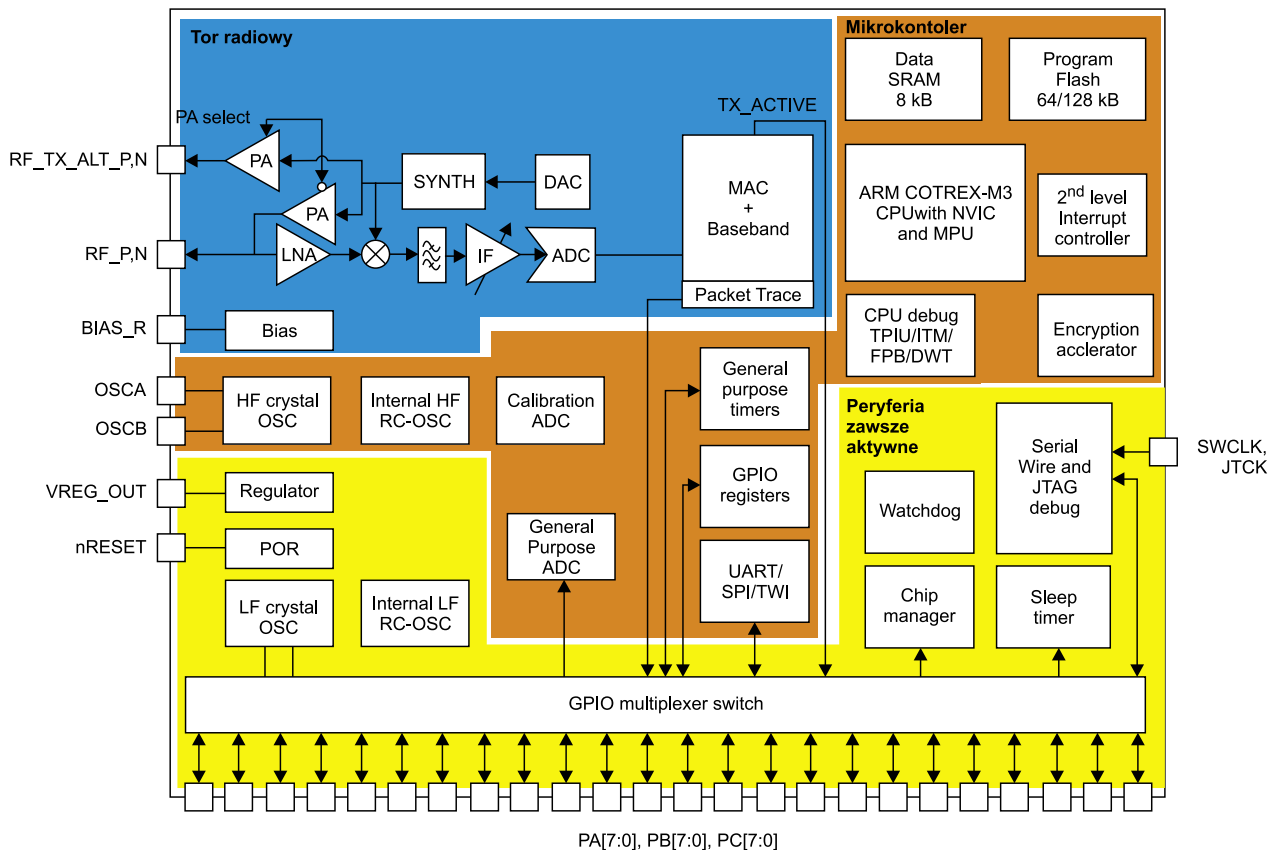 Tor radiowy
Mikrokontoler
Data
SRAM
8 kB
Program
Flash
64/128 kB
PA select
TX_ACTIVE
RF_TX_ALT_P,N
PA
SYNTH
DAC
MAC
+
Baseband
ARM COTREX-M3
CPUwith NVIC
and MPU
2nd level
Interrupt
controller
PA
RF_P,N
LNA
IF
ADC
Packet Trace
BIAS_R
Bias
CPU debug
TPIU/ITM/
FPB/DWT
Encryption
acclerator
OSCA
OSCB
HF crystal
OSC
Internal HF
RC-OSC
Calibration
ADC
General
purpose
timers
Peryferia
zawsze
aktywne
Serial
Wire and
JTAG
debug
SWCLK,
JTCK
VREG_OUT
Regulator
GPIO
registers
Watchdog
nRESET
POR
General
Purpose
ADC
UART/
SPI/TWI
LF crystal
OSC
Internal LF
RC-OSC
Chip
manager
Sleep
timer
GPIO multiplexer switch
PA[7:0], PB[7:0], PC[7:0]